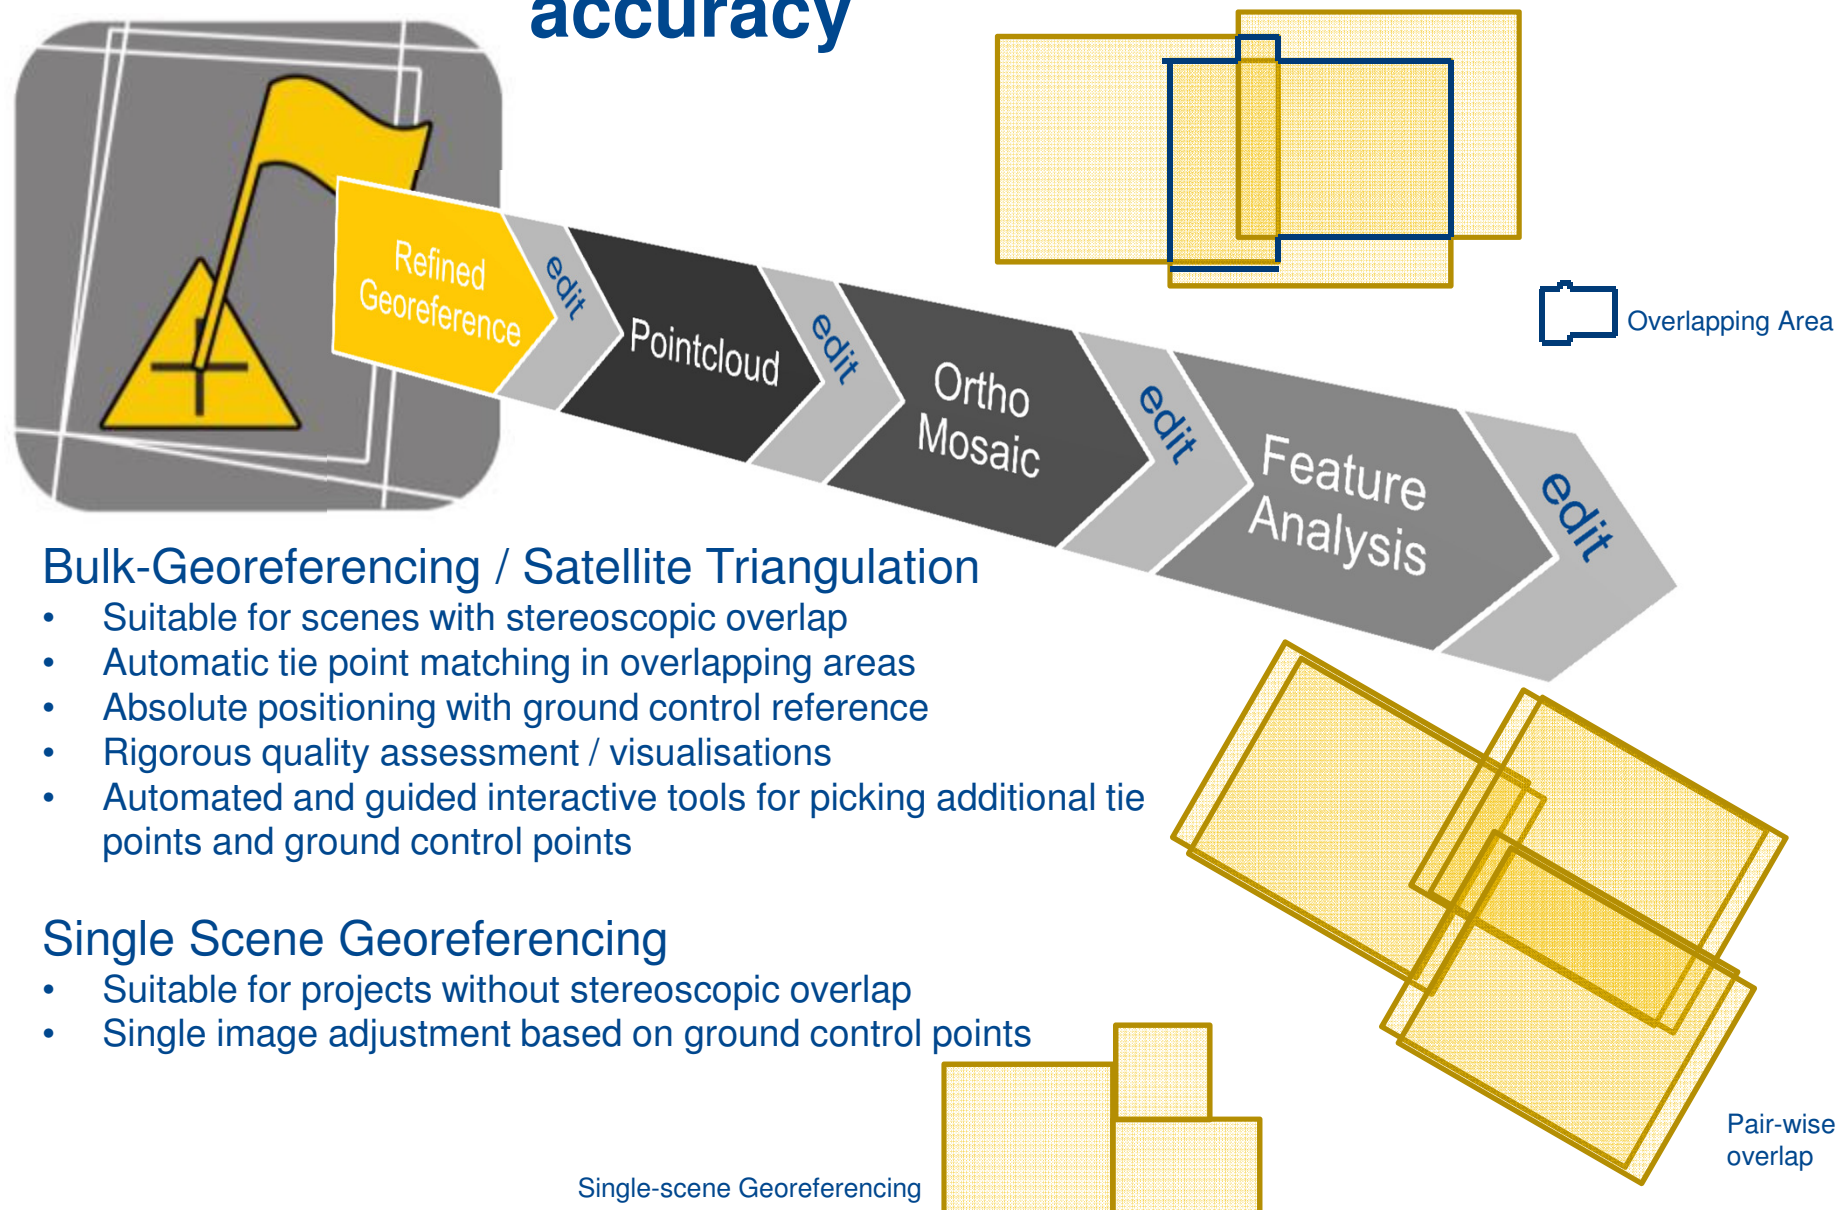 accuracy
Refined
Georeference
edit
Pointcloud
edit
Ortho
Mosaic
edit
Feature
Analysis
edit
Overlapping Area
Bulk-Georeferencing / Satellite Triangulation
• Suitable for scenes with stereoscopic overlap
• Automatic tie point matching in overlapping areas
• Absolute positioning with ground control reference
• Rigorous quality assessment / visualisations
• Automated and guided interactive tools for picking additional tie
points and ground control points
Single Scene Georeferencing
• Suitable for projects without stereoscopic overlap
• Single image adjustment based on ground control points
Pair-wise
overlap
Single-scene Georeferencing